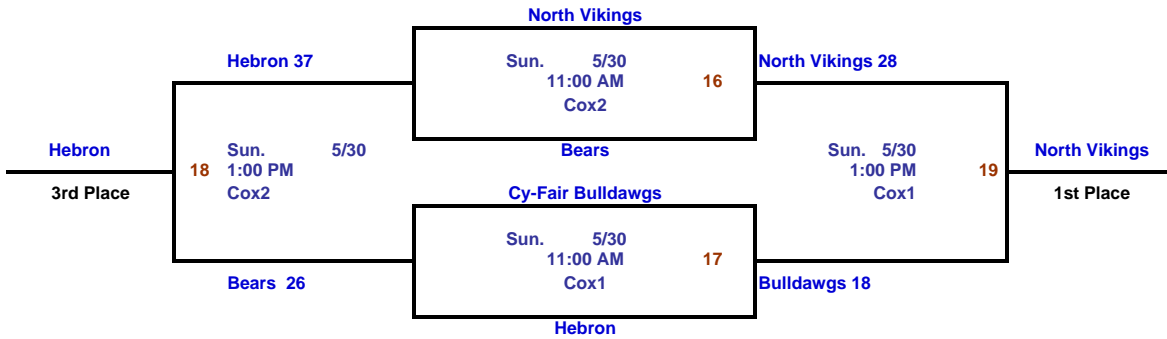 North Vikings
Hebron 37
Sun. 5/30
11:00 AM 16
Cox2
North Vikings 28
Bears
Hebron
3rd Place
18 Sun. 5/30
1:00 PM
Cox2
Sun. 5/30
1:00 PM 19
Cox1
North Vikings
1st Place
Cy-Fair Bulldawgs
Sun. 5/30
11:00 AM 17
Cox1
Bears 26
Bulldawgs 18
Hebron